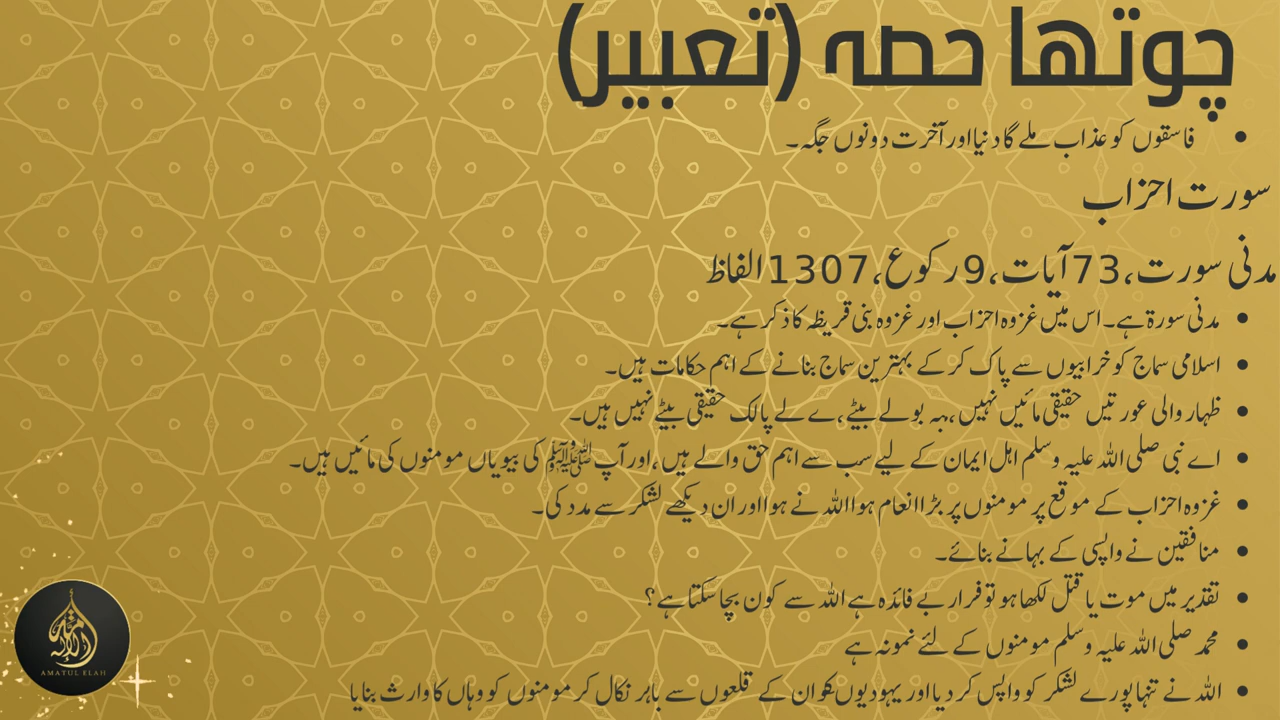 چوتھا حصہ (تعبیر)
• فاسقوں کو عذاب ملے گا دنیا اور آخرت دونوں جگہ۔
سورت احزاب
مدنی سورت، 73 آیات، 9 رکوع، 1307 الفاظ
• مدنی سورۃ ہے۔ اس میں غزوہ احزاب اور غزوہ بنی قریظہ کا ذکر ہے۔
• اسلامی سماج کو خرابیوں سے پاک کر کے بہترین سماج بنانے کے اہم حکامات ہیں۔
• ظہار والی عورتیں حقیقی مائیں نہیں، بولے بیٹے، لے پالک حقیقی بیٹے نہیں ہیں۔
• اے نبی صلی اللہ علیہ وسلم اہل ایمان کے لیے سب سے اہم حق والے ہیں، اور آپ ﷺ کی بیویاں مومنوں کی مائیں ہیں۔
• غزوہ احزاب کے موقع پر مومنوں پر بڑا انعام ہوا اللہ نے ہوا اور ان دیکھے لشکر سے مدد کی۔
• منافقین نے واپسی کے بہانے بنائے۔
• تقدیر میں موت یا قتل لکھا ہو تو فرار بے فائدہ ہے اللہ سے کون بچا سکتا ہے؟
• محمد صلی اللہ علیہ وسلم مومنوں کے لئے نمونہ ہے
• اللہ نے تنہا پورے لشکر کو واپس کر دیا اور یہودیوں کو ان کے قلعوں سے باہر نکال کر مومنوں کو وہاں کا وارث بنایا
AMATUL ELAH